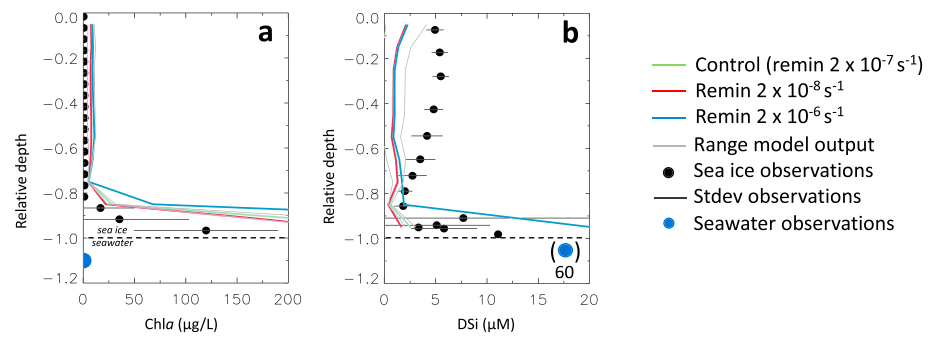 a
0.0
−0.2
−0.4
−0.6
−0.8
−1.0
−1.2
Relative depth
sea ice
seawater
0
50
100
150
200
Chla (µg/L)
b
0.0
−0.2
−0.4
−0.6
−0.8
−1.0
−1.2
Relative depth
( )
60
0
5
10
15
20
DSi (µM)
Control (remin 2 x 10⁻⁷ s⁻¹)
Remin 2 x 10⁻⁸ s⁻¹
Remin 2 x 10⁻⁶ s⁻¹
Range model output
Sea ice observations
Stdev observations
Seawater observations